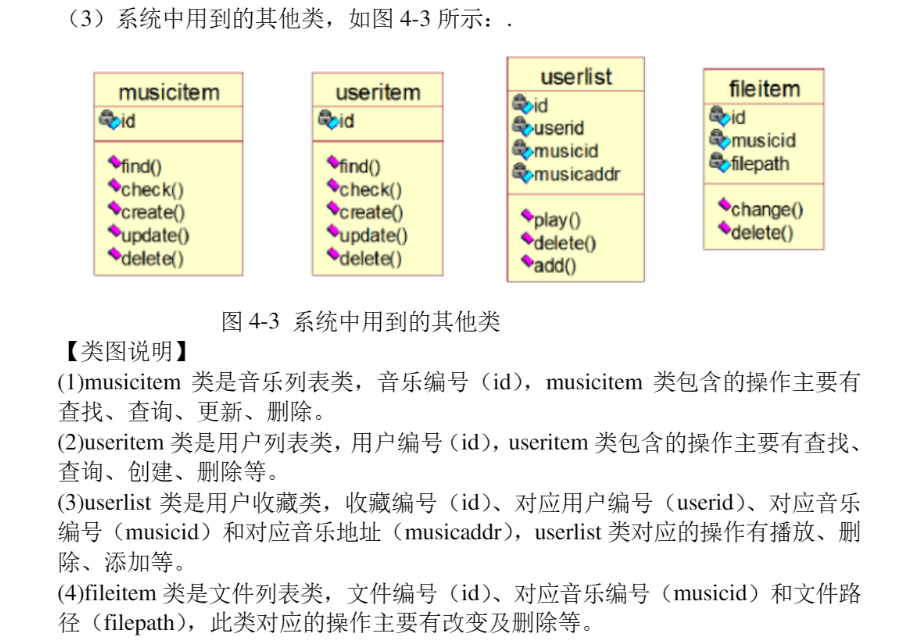 （3）系统中用到的其他类，如图 4-3 所示：.
musicitem
id
find()
check()
create()
update()
delete()
useritem
id
find()
check()
create()
update()
delete()
userlist
id
userid
musicid
musicaddr
play()
delete()
add()
fileitem
id
musicid
filepath
change()
delete()
图 4-3 系统中用到的其他类
【类图说明】
(1)musicitem 类是音乐列表类，音乐编号（id），musicitem 类包含的操作主要有
查找、查询、更新、删除。
(2)useritem 类是用户列表类，用户编号（id），useritem 类包含的操作主要有查找、
查询、创建、删除等。
(3)userlist 类是用户收藏类，收藏编号（id）、对应用户编号（userid）、对应音乐
编号（musicid）和对应音乐地址（musicaddr），userlist 类对应的操作有播放、删
除、添加等。
(4)fileitem 类是文件列表类，文件编号（id）、对应音乐编号（musicid）和文件路
径（filepath），此类对应的操作主要有改变及删除等。